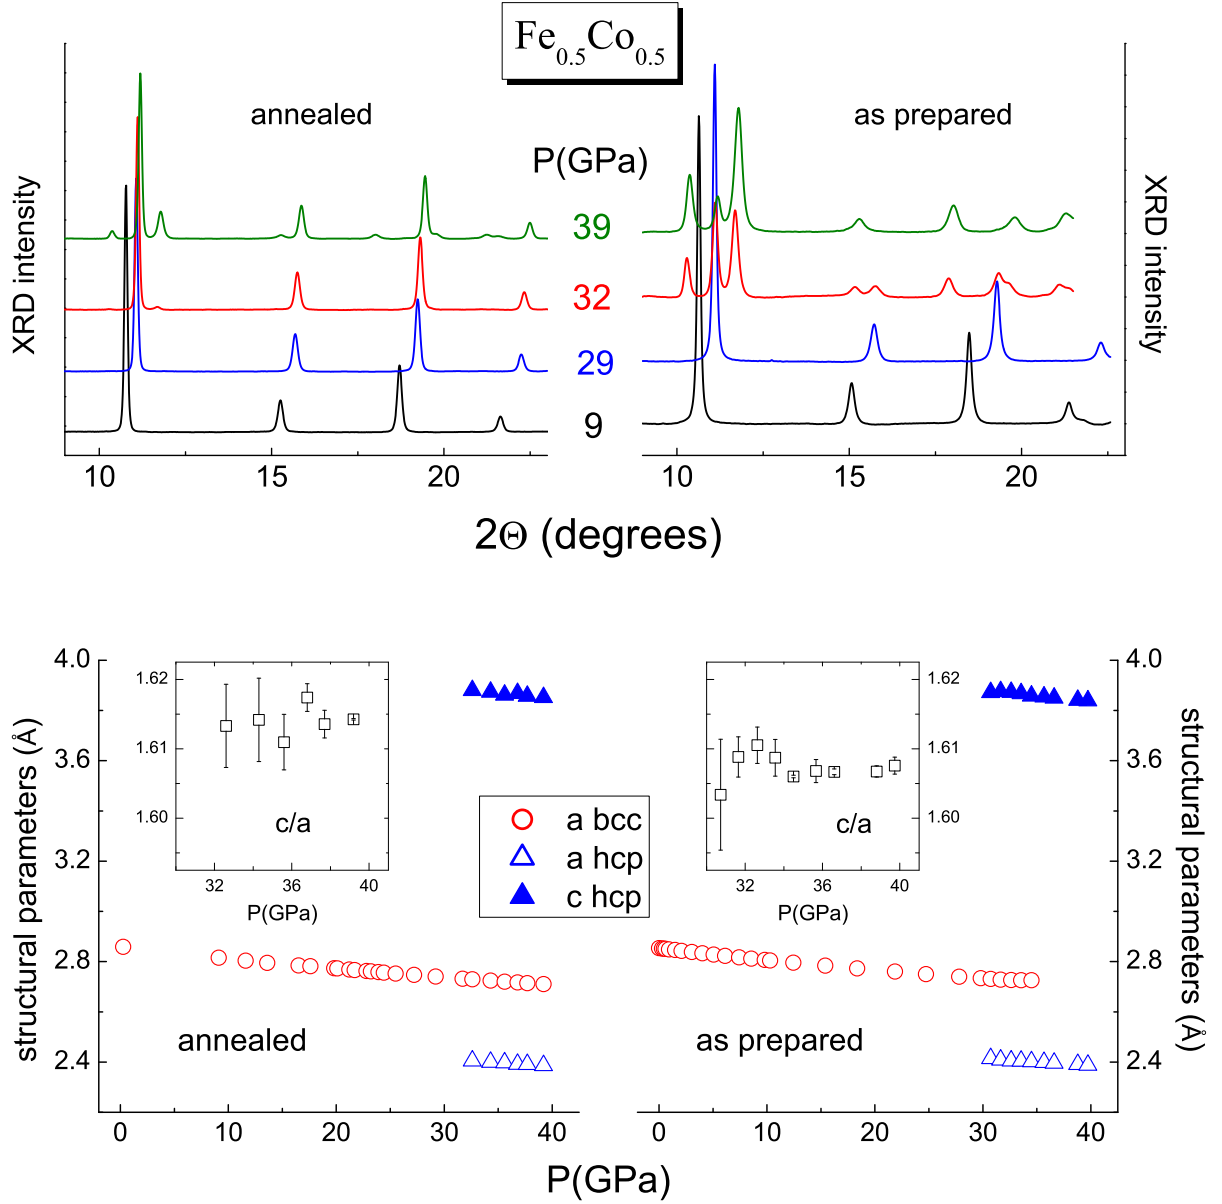 Fe0.5Co0.5
annealed
as prepared
P(GPa)
39
32
29
9
XRD intensity
XRD intensity
10 15 20
10 15 20
2Θ (degrees)
4.0
3.6
3.2
2.8
2.4
structural parameters (Å)
1.62
1.61
1.60
c/a
32 36 40
P(GPa)
a bcc
a hcp
c hcp
annealed
0 10 20 30 40
1.62
1.61
1.60
c/a
32 36 40
P(GPa)
as prepared
0 10 20 30 40
4.0
3.6
3.2
2.8
2.4
structural parameters (Å)
P(GPa)